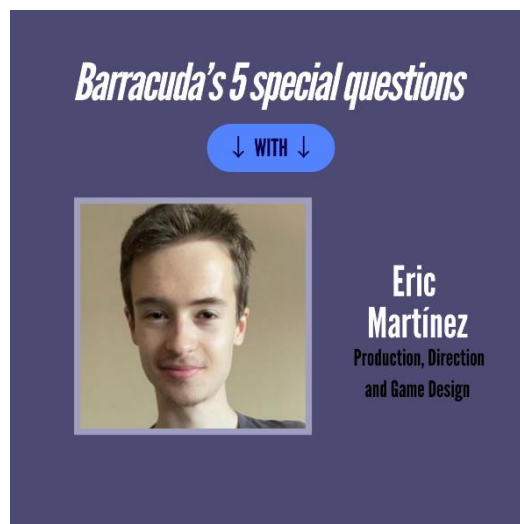 Barracuda's 5 special questions
↓ WITH ↓
Eric
Martínez
Production, Direction
and Game Design